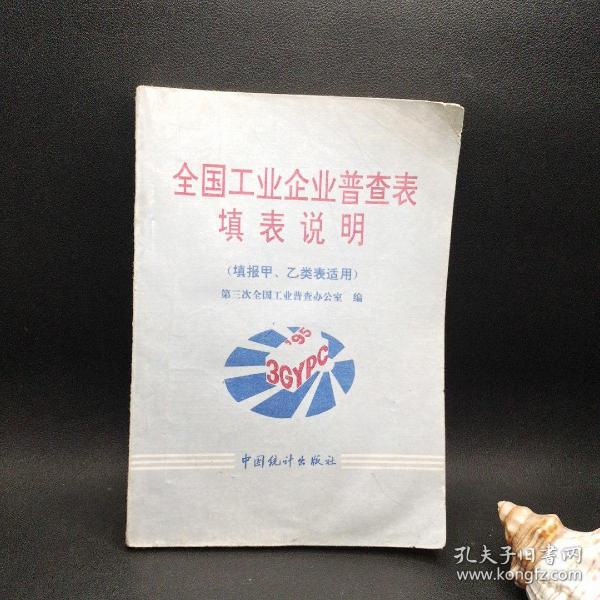 全国工业企业普查表
填表说明
（填报甲、乙类表适用）
第三次全国工业普查办公室 编
'95
3GYPC
中国统计出版社
孔夫子旧书网
www.kongfz.com